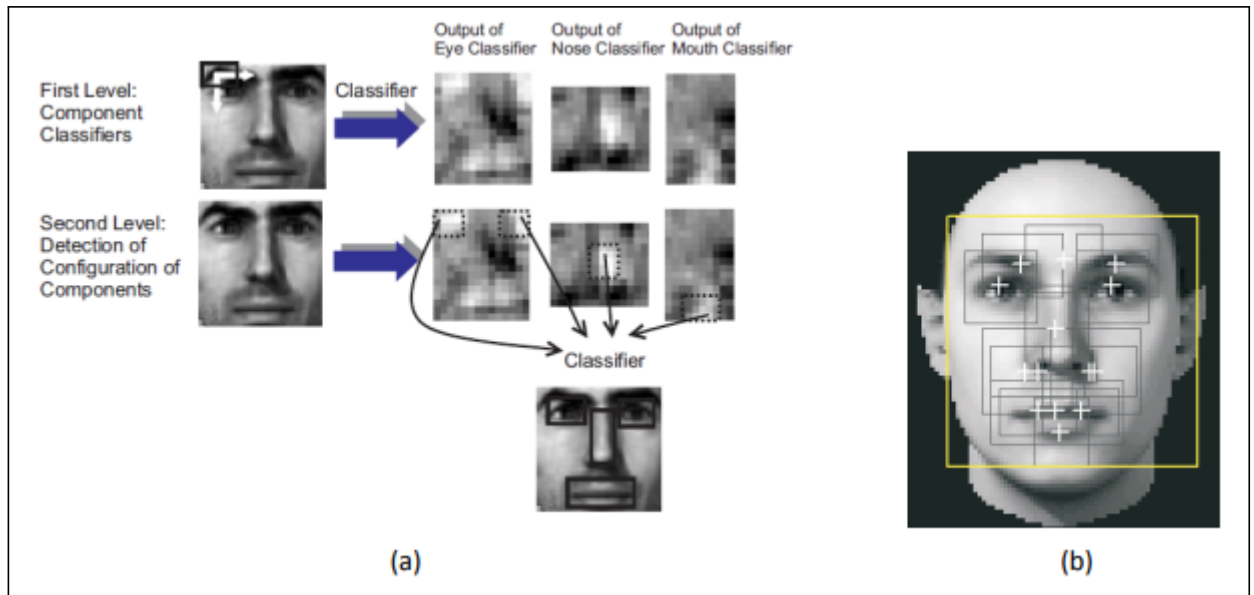 Output of
Eye Classifier
Output of
Nose Classifier
Output of
Mouth Classifier
First Level:
Component
Classifiers
Classifier
Second Level:
Detection of
Configuration of
Components
Classifier
(a)
(b)